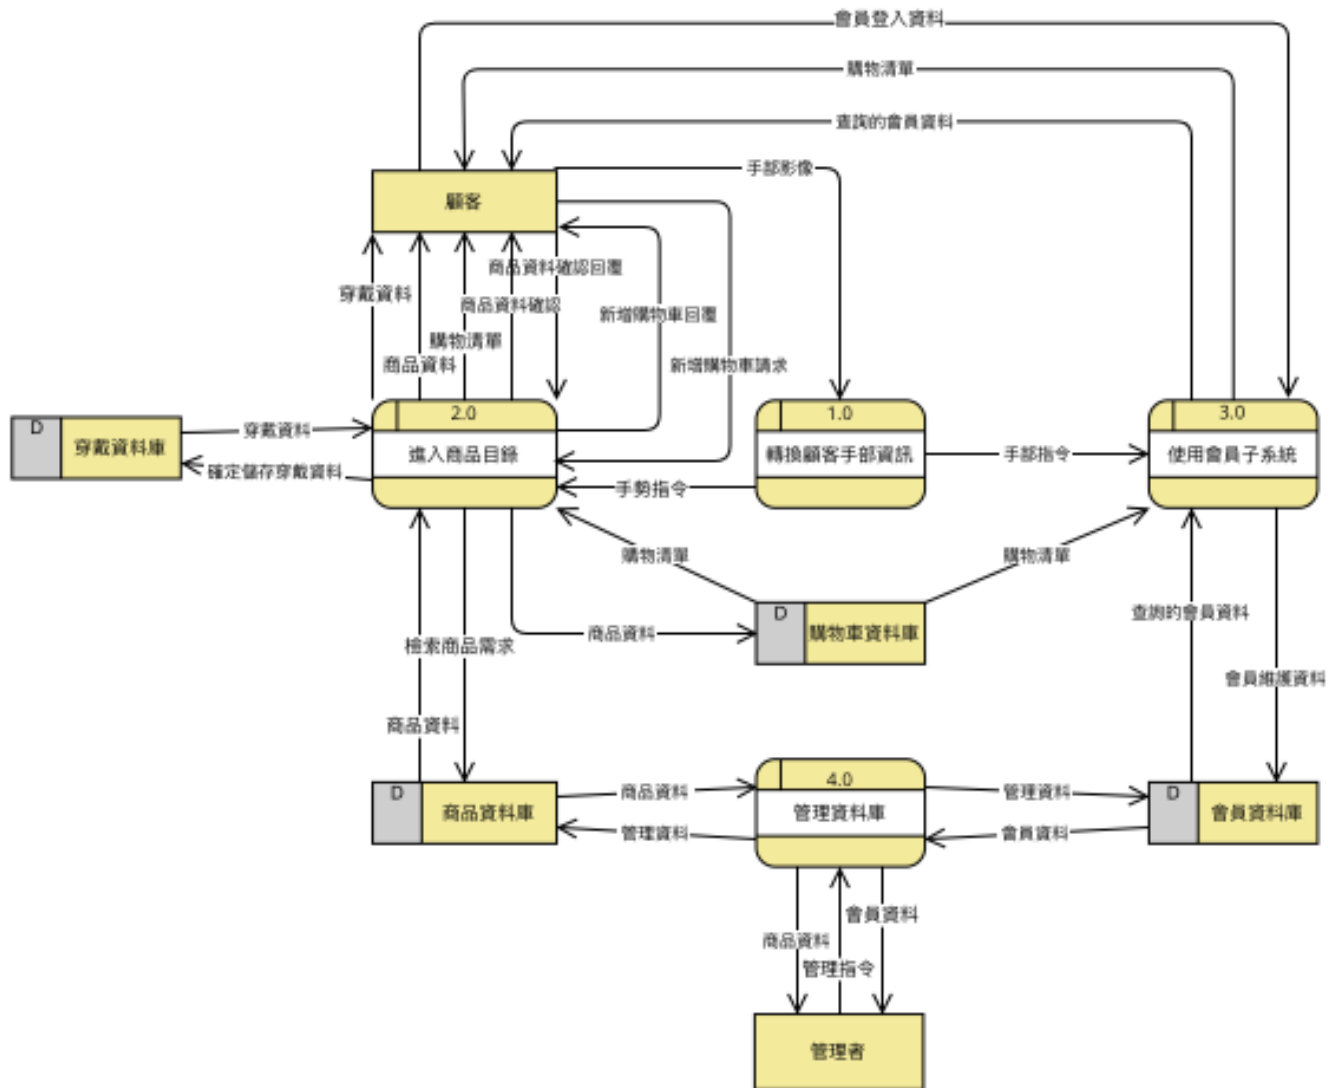 會員登入資料
購物清單
查詢的會員資料
手部影像
顧客
商品資料確認回覆
穿戴資料
商品資料確認
新增購物車回覆
購物清單
商品資料
新增購物車請求
2.0
進入商品目錄
1.0
轉換顧客手部資訊
3.0
使用會員子系統
D
穿戴資料庫
穿戴資料
確定儲存穿戴資料
手部指令
手勢指令
購物清單
購物清單
D
購物車資料庫
商品資料
查詢的會員資料
檢索商品需求
會員維護資料
商品資料
D
商品資料庫
商品資料
管理資料
4.0
管理資料庫
管理資料
會員資料
D
會員資料庫
會員資料
商品資料
管理指令
管理者